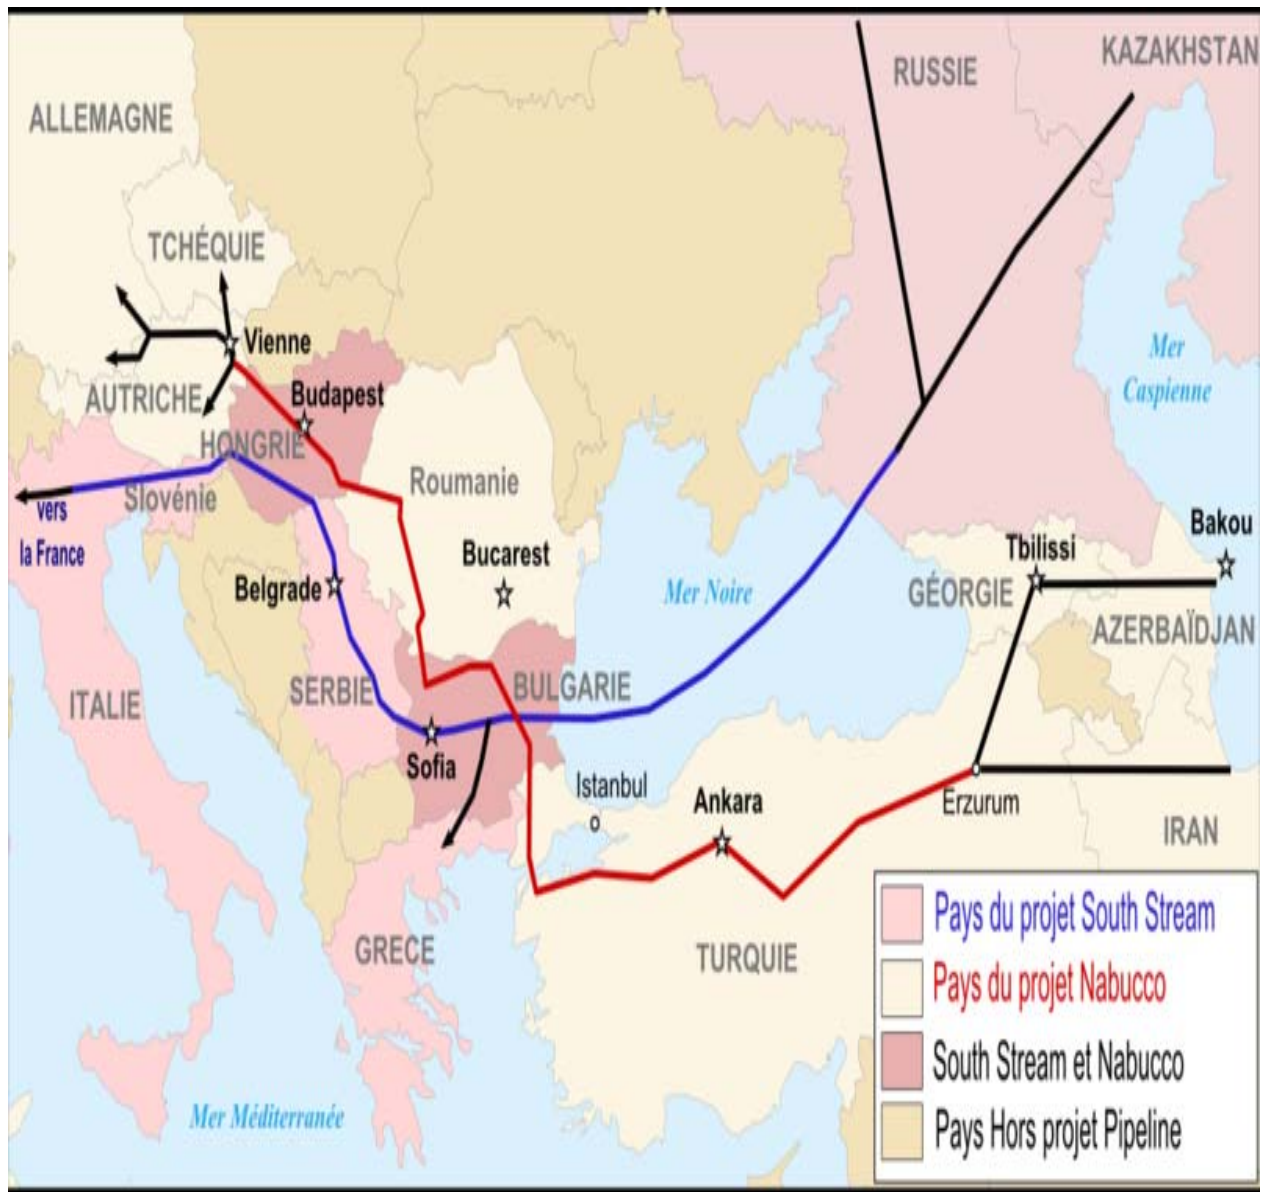 KAZAKHSTAN
RUSSIE
ALLEMAGNE
TCHÉQUIE
Vienne
Mer
Caspienne
AUTRICHE
Budapest
HONGRIE
Roumanie
Slovénie
vers
la France
Bakou
Tbilissi
Bucarest
Belgrade
Mer Noire
GÉORGIE
AZERBAÏDJAN
SERBIE
BULGARIE
ITALIE
Sofia
Istanbul
Ankara
Erzurum
IRAN
GRECE
TURQUIE
Mer Méditerranée
Pays du projet South Stream
Pays du projet Nabucco
South Stream et Nabucco
Pays Hors projet Pipeline